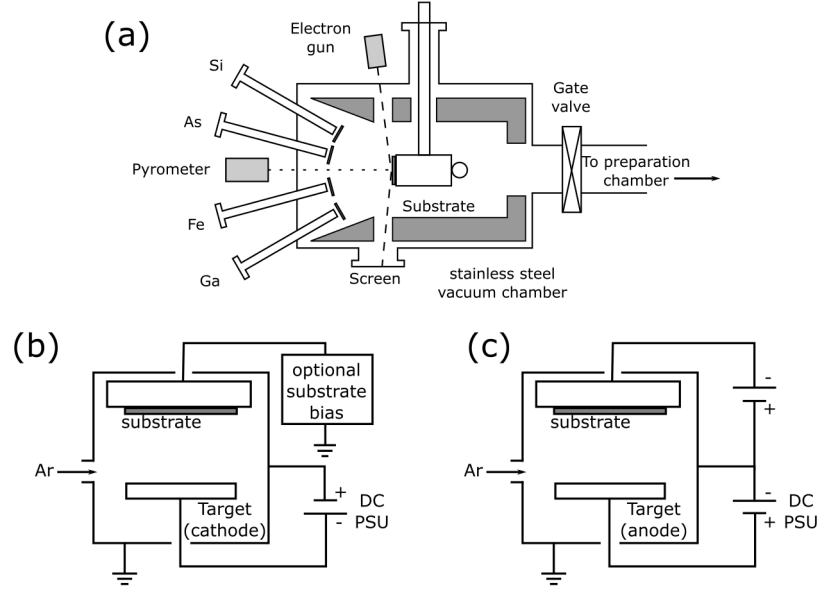 (a)
Electron
gun
Si
As
Pyrometer
Fe
Ga
Gate
valve
To preparation
chamber
Substrate
Screen
stainless steel
vacuum chamber
(b)
optional
substrate
bias
substrate
Ar
Target
(cathode)
+
-
DC
PSU
(c)
substrate
Ar
Target
(anode)
-
+
-
+
DC
PSU